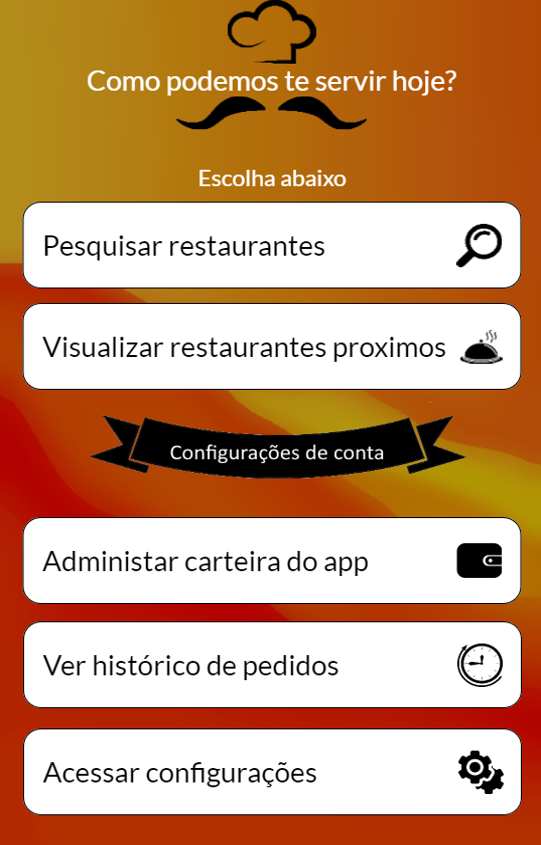 Como podemos te servir hoje?
Escolha abaixo
Pesquisar restaurantes
Visualizar restaurantes proximos
Configurações de conta
Administar carteira do app
Ver histórico de pedidos
Acessar configurações